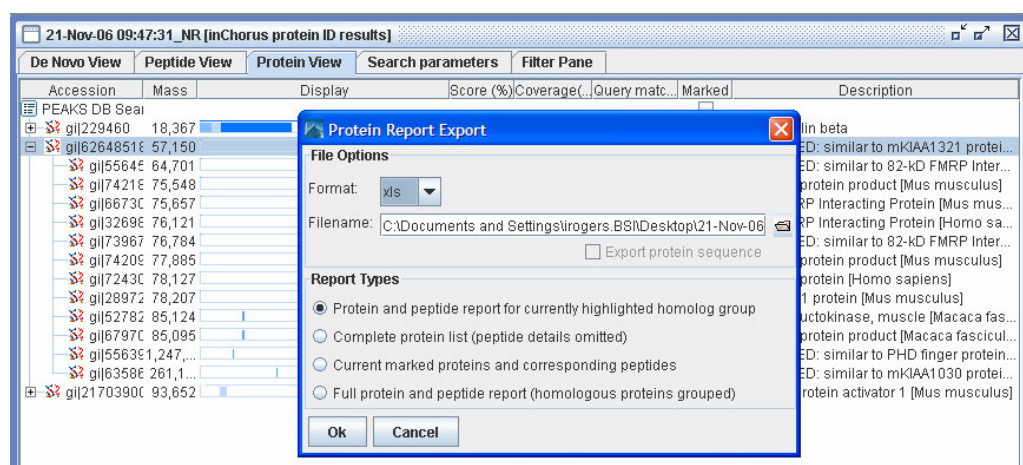 21-Nov-06 09:47:31_NR [inChorus protein ID results]
De Novo View Peptide View Protein View Search parameters Filter Pane
Accession Mass Display Score (%) Coverage(... Query matc... Marked Description
PEAKS DB Sear
gi|229460 18,367 lin beta
gi|62648518 57,150 ED: similar to mKIAA1321 protei...
gi|55645 64,701 ED: similar to 82-kD FMRP Inter...
gi|74218 75,548 protein product [Mus musculus]
gi|66730 75,657 RP Interacting Protein [Mus mus...
gi|32698 76,121 RP Interacting Protein [Homo sa...
gi|73967 76,784 ED: similar to 82-kD FMRP Inter...
gi|74209 77,885 protein product [Mus musculus]
gi|72430 78,127 protein [Homo sapiens]
gi|28972 78,207 1 protein [Mus musculus]
gi|52782 85,124 uctokinase, muscle [Macaca fas...
gi|67970 85,095 protein product [Macaca fascicul...
gi|55639 1,247,... ED: similar to PHD finger protein...
gi|63586 261,1... ED: similar to mKIAA1030 protei...
gi|21703900 93,652 rotein activator 1 [Mus musculus]
Protein Report Export
File Options
Format: xls
Filename: C:\Documents and Settings\irogers.BSI\Desktop\21-Nov-06
Export protein sequence
Report Types
Protein and peptide report for currently highlighted homolog group
Complete protein list (peptide details omitted)
Current marked proteins and corresponding peptides
Full protein and peptide report (homologous proteins grouped)
Ok Cancel